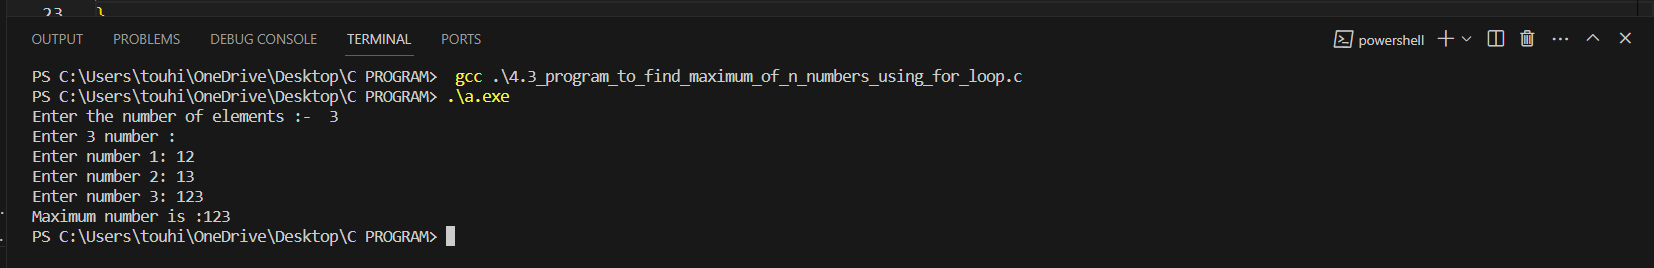 23 }
OUTPUT PROBLEMS DEBUG CONSOLE TERMINAL PORTS powershell
PS C:\Users\touhi\OneDrive\Desktop\C PROGRAM>  gcc .\4.3_program_to_find_maximum_of_n_numbers_using_for_loop.c
PS C:\Users\touhi\OneDrive\Desktop\C PROGRAM> .\a.exe
Enter the number of elements :-  3
Enter 3 number :
Enter number 1: 12
Enter number 2: 13
Enter number 3: 123
Maximum number is :123
PS C:\Users\touhi\OneDrive\Desktop\C PROGRAM>